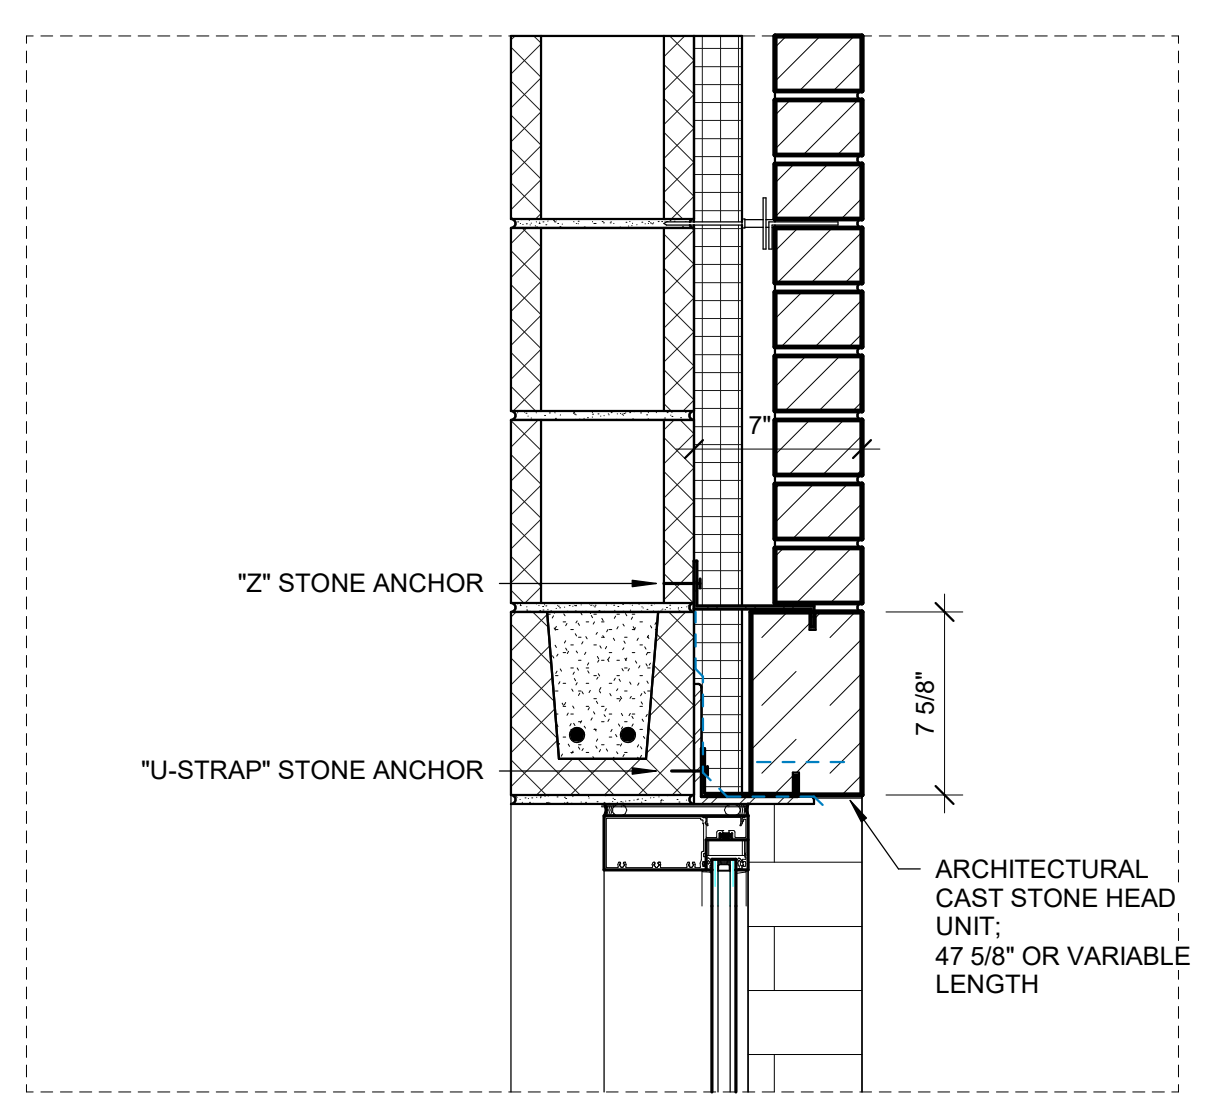 7"
"Z" STONE ANCHOR
7 5/8"
"U-STRAP" STONE ANCHOR
ARCHITECTURAL
CAST STONE HEAD
UNIT;
47 5/8" OR VARIABLE
LENGTH